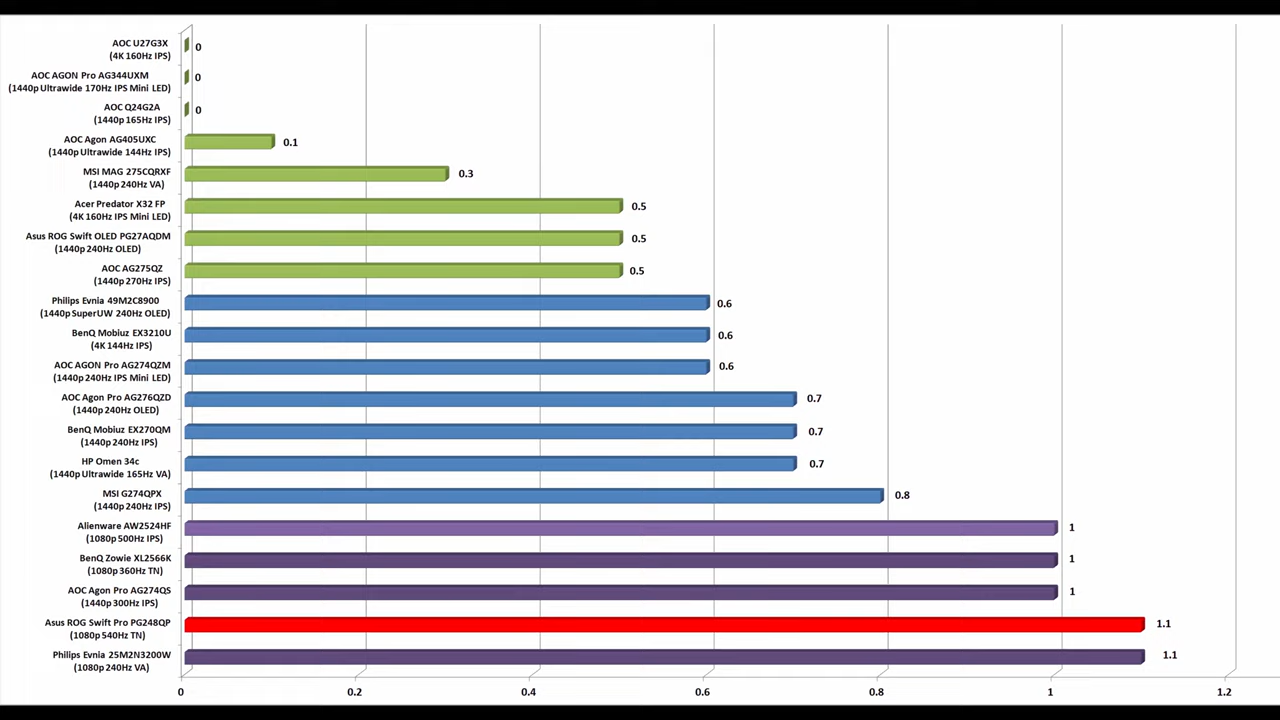 AOC U27G3X
(4K 160Hz IPS)
0
AOC AGON Pro AG344UXM
(1440p Ultrawide 170Hz IPS Mini LED)
0
AOC Q24G2A
(1440p 165Hz IPS)
0
AOC Agon AG405UXC
(1440p Ultrawide 144Hz IPS)
0.1
MSI MAG 275CQRXF
(1440p 240Hz VA)
0.3
Acer Predator X32 FP
(4K 160Hz IPS Mini LED)
0.5
Asus ROG Swift OLED PG27AQDM
(1440p 240Hz OLED)
0.5
AOC AG275QZ
(1440p 270Hz IPS)
0.5
Philips Evnia 49M2C8900
(1440p SuperUW 240Hz OLED)
0.6
BenQ Mobiuz EX3210U
(4K 144Hz IPS)
0.6
AOC AGON Pro AG274QZM
(1440p 240Hz IPS Mini LED)
0.6
AOC Agon Pro AG276QZD
(1440p 240Hz OLED)
0.7
BenQ Mobiuz EX270QM
(1440p 240Hz IPS)
0.7
HP Omen 34c
(1440p Ultrawide 165Hz VA)
0.7
MSI G274QPX
(1440p 240Hz IPS)
0.8
Alienware AW2524HF
(1080p 500Hz IPS)
1
BenQ Zowie XL2566K
(1080p 360Hz TN)
1
AOC Agon Pro AG274QS
(1440p 300Hz IPS)
1
Asus ROG Swift Pro PG248QP
(1080p 540Hz TN)
1.1
Philips Evnia 25M2N3200W
(1080p 240Hz VA)
1.1
0 0.2 0.4 0.6 0.8 1 1.2